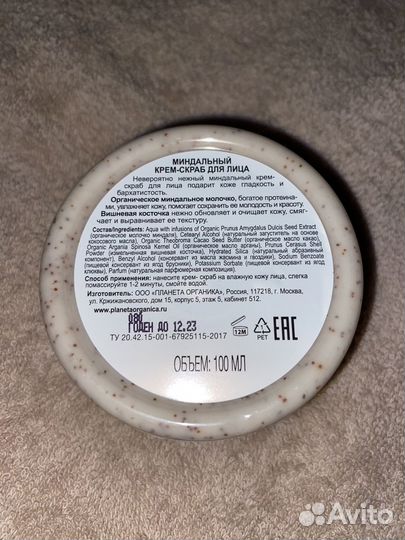 МИНДАЛЬНЫЙ
КРЕМ-СКРАБ ДЛЯ ЛИЦА
Невероятно нежный миндальный крем-
скраб для лица подарит коже гладкость и
бархатистость.
Органическое миндальное молочко, богатое протеина-
ми, увлажняет кожу, помогает сохранить ее молодость и красоту.
Вишневая косточка нежно обновляет и очищает кожу, смяг-
чает и выравнивает ее текстуру.
Состав/Ingredients: Aqua with infusions of Organic Prunus Amygdalus Dulcis Seed Extract
(органическое молочко миндаля), Cetearyl Alcohol (натуральный загуститель на основе
кокосового масла), Organic Theobroma Cacao Seed Butter (органическое масло какао),
Organic Argania Spinosa Kernel Oil (органическое масло аргана), Prunus Cerasus Shell
Powder (измельченная вишневая косточка), Hydrated Silica (натуральный абразивный
компонент), Benzyl Alcohol (консервант из масла жасмина и гвоздики), Sodium Benzoate
(пищевой консервант из ягод брусники), Potassium Sorbate (пищевой консервант из ягод
клюквы), Parfum (натуральная парфюмерная композиция).
Способ применения: нанесите крем-скраб на влажную кожу лица, слегка
помассируйте 1-2 минуты, смойте водой.
Изготовитель: ООО «ПЛАНЕТА ОРГАНИКА», Россия, 117218, г. Москва,
ул. Кржижановского, дом 15, корпус 5, этаж 5, кабинет 512.
www.planetaorganica.ru
ГОДЕН ДО 12.23
12M
PET
EAC
ТУ 20.42.15-001-67925115-2017
ОБЪЕМ: 100 МЛ
Avito